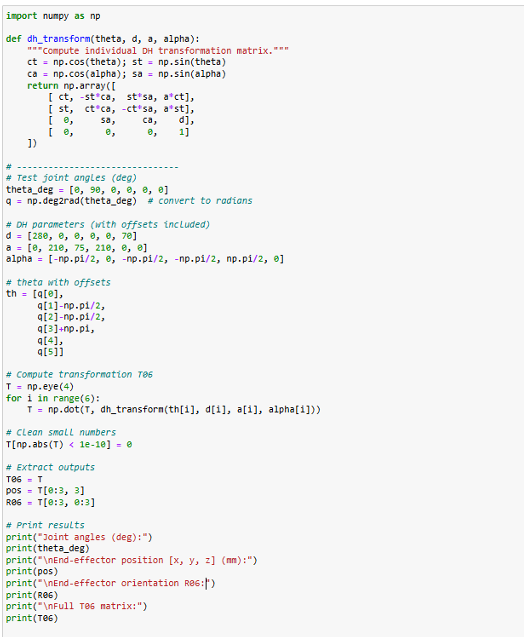 import numpy as np
def dh_transform(theta, d, a, alpha):
    """Compute individual DH transformation matrix."""
    ct = np.cos(theta); st = np.sin(theta)
    ca = np.cos(alpha); sa = np.sin(alpha)
    return np.array([
        [ ct, -st*ca,  st*sa, a*ct],
        [ st,  ct*ca, -ct*sa, a*st],
        [  0,     sa,     ca,    d],
        [  0,      0,      0,    1]
    ])
# -------------------------------
# Test joint angles (deg)
theta_deg = [0, 90, 0, 0, 0, 0]
q = np.deg2rad(theta_deg)  # convert to radians
# DH parameters (with offsets included)
d = [280, 0, 0, 0, 0, 70]
a = [0, 210, 75, 210, 0, 0]
alpha = [-np.pi/2, 0, -np.pi/2, -np.pi/2, np.pi/2, 0]
# theta with offsets
th = [q[0],
      q[1]-np.pi/2,
      q[2]-np.pi/2,
      q[3]+np.pi,
      q[4],
      q[5]]
# Compute transformation T06
T = np.eye(4)
for i in range(6):
    T = np.dot(T, dh_transform(th[i], d[i], a[i], alpha[i]))
# Clean small numbers
T[np.abs(T) < 1e-10] = 0
# Extract outputs
T06 = T
pos = T[0:3, 3]
R06 = T[0:3, 0:3]
# Print results
print("Joint angles (deg):")
print(theta_deg)
print("\nEnd-effector position [x, y, z] (mm):")
print(pos)
print("\nEnd-effector orientation R06:")
print(R06)
print("\nFull T06 matrix:")
print(T06)